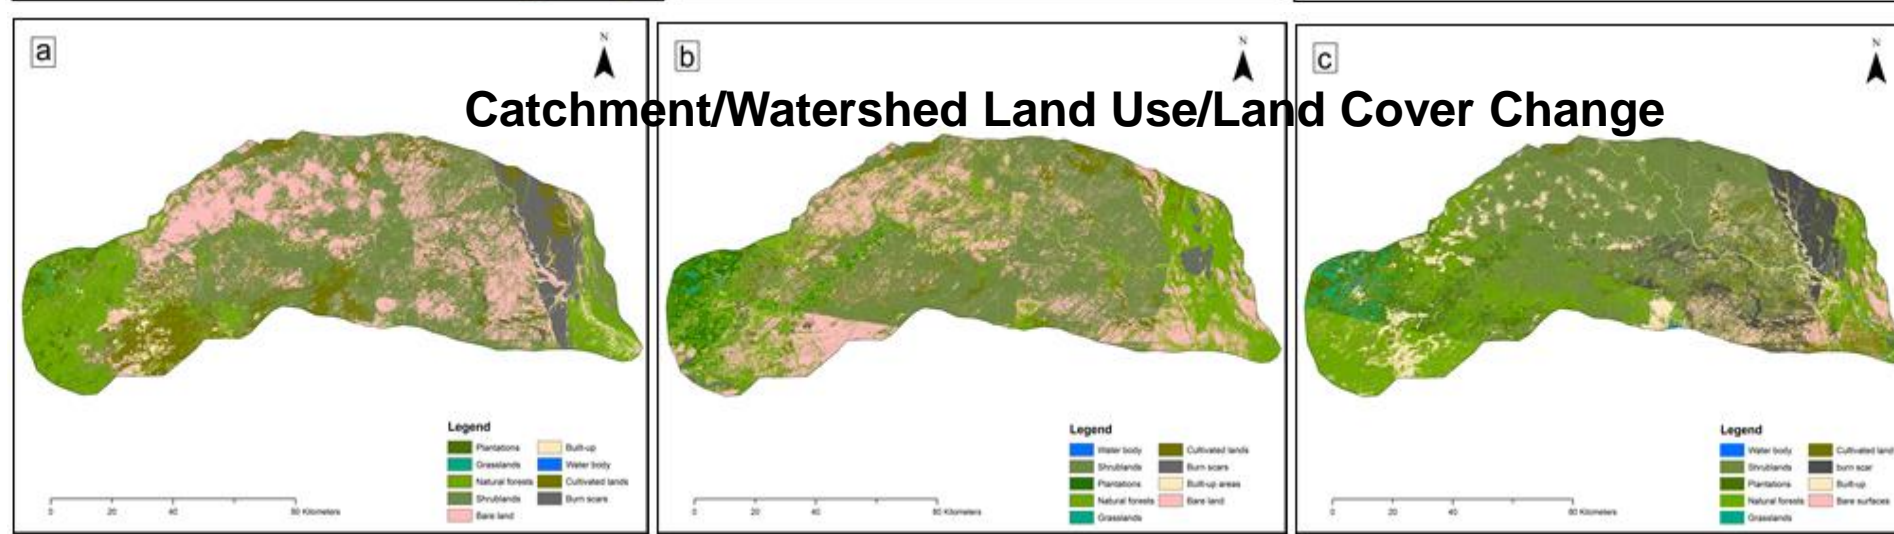 a
N
b
N
c
N
Catchment/Watershed Land Use/Land Cover Change
Legend
Plantations
Built-up
Grasslands
Water body
Natural forests
Cultivated lands
Shrublands
Burn scars
Bare land
0 20 40 80 Kilometers
Legend
Water body
Cultivated lands
Shrublands
Burn scars
Plantations
Built-up areas
Natural forests
Bare land
Grasslands
0 20 40 80 Kilometers
Legend
Water body
Cultivated land
Shrublands
burn scar
Plantations
Built-up
Natural forests
Bare surfaces
Grasslands
0 20 40 80 Kilometers